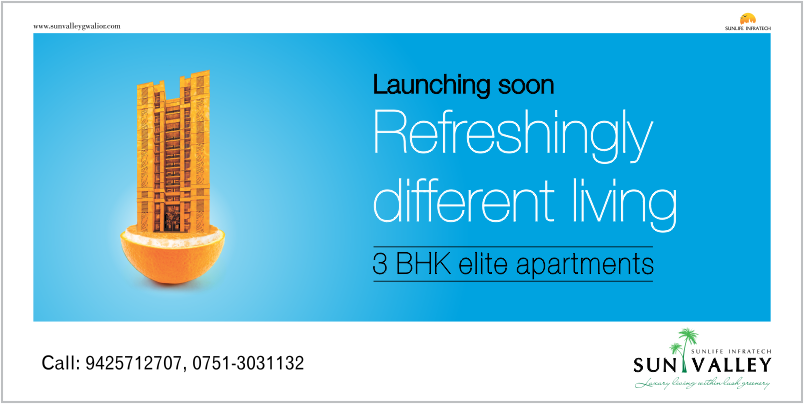 www.sunvalleygwalior.com
SUNLIFE INFRATECH
Launching soon
Refreshingly
different living
3 BHK elite apartments
Call: 9425712707, 0751-3031132
SUNLIFE INFRATECH
SUN VALLEY
Luxury living within lush greenery